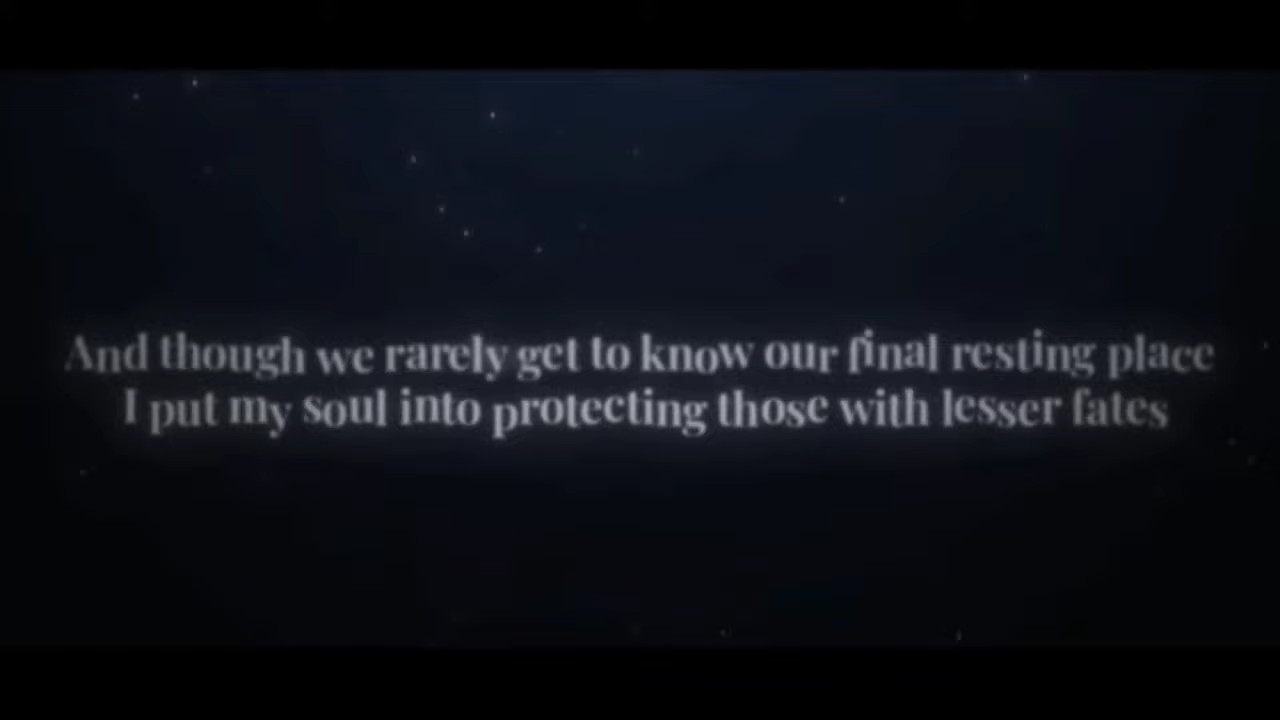 And though we rarely get to know our final resting place
I put my soul into protecting those with lesser fates